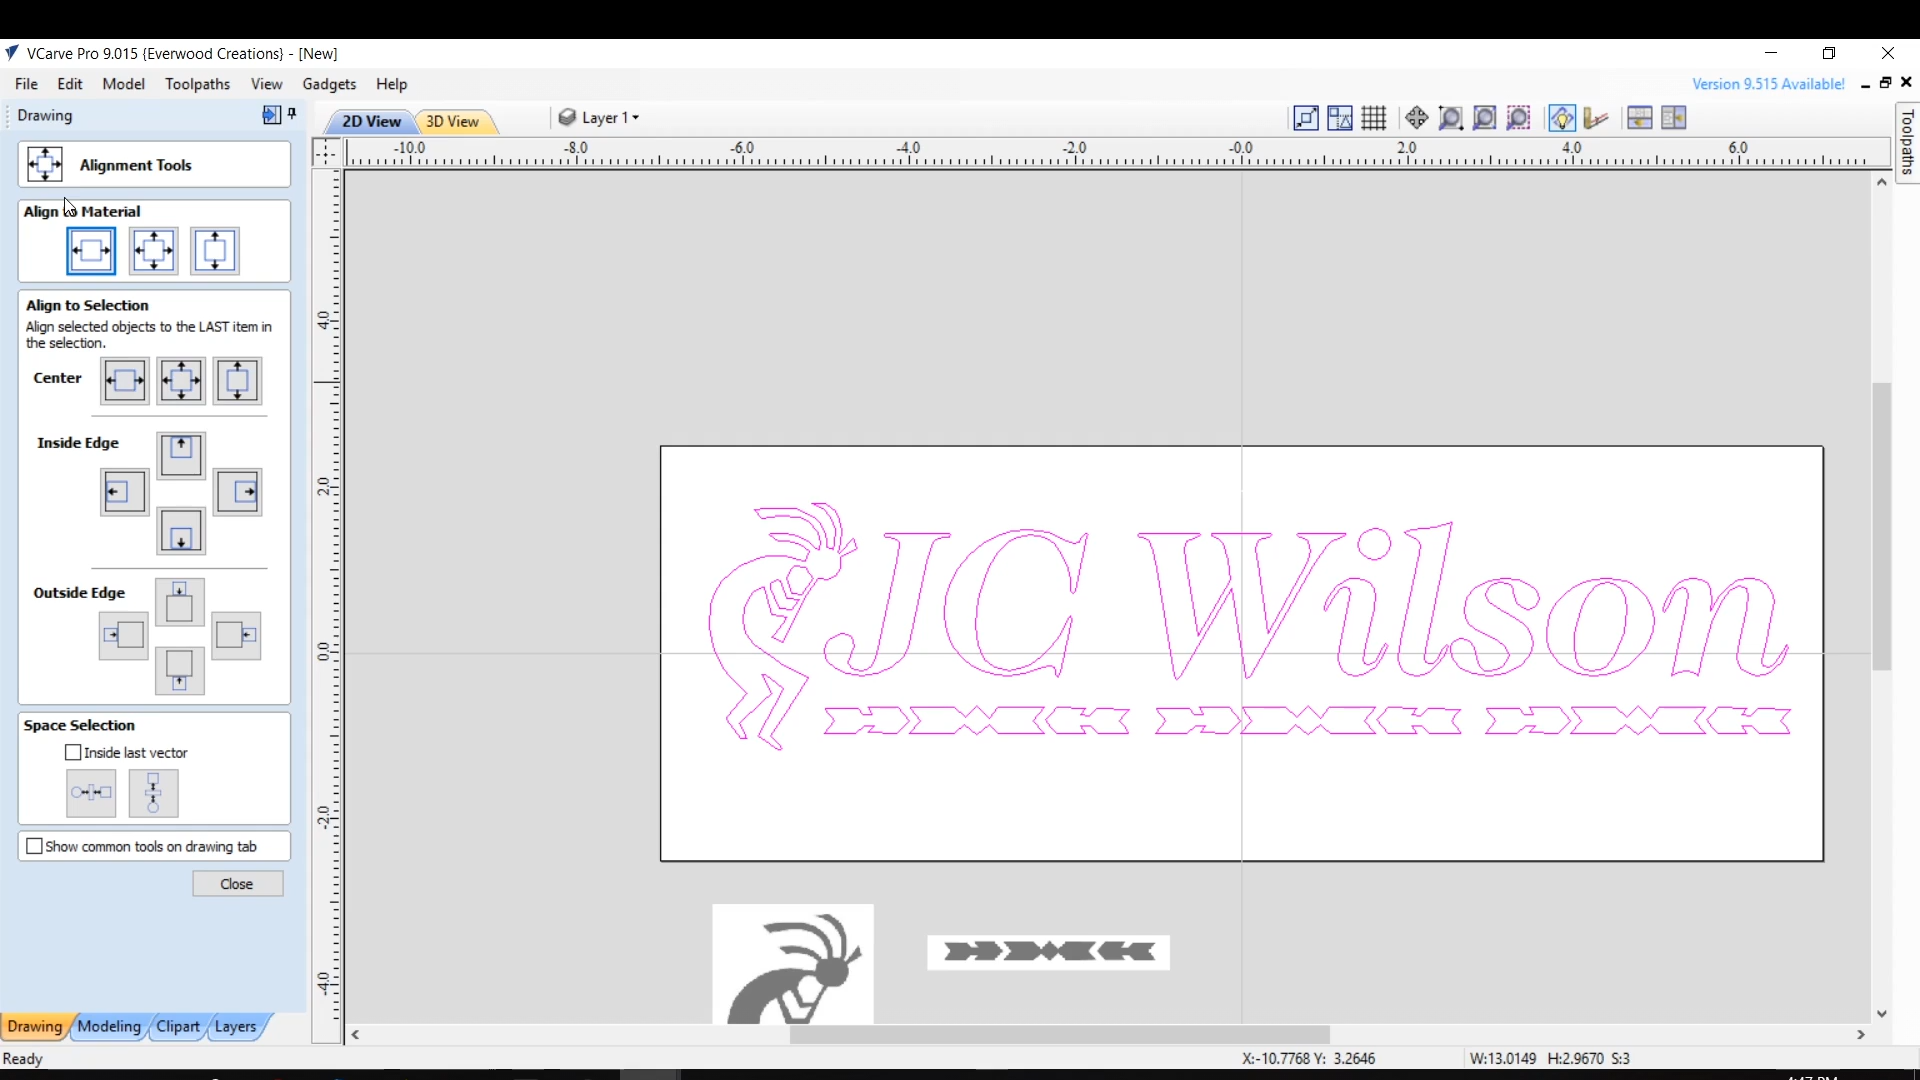 VCarve Pro 9.015 {Everwood Creations} - [New]
File Edit Model Toolpaths View Gadgets Help
Version 9.515 Available!
Drawing
2D View 3D View Layer 1
Toolpaths
-10.0 -8.0 -6.0 -4.0 -2.0 -0.0 2.0 4.0 6.0
Alignment Tools
Align to Material
Align to Selection
Align selected objects to the LAST item in
the selection.
Center
Inside Edge
Outside Edge
Space Selection
Inside last vector
Show common tools on drawing tab
Close
4.0
2.0
0.0
-2.0
-4.0
JC Wilson
Drawing Modeling Clipart Layers
Ready
X:-10.7768 Y: 3.2646
W:13.0149 H:2.9670 S:3